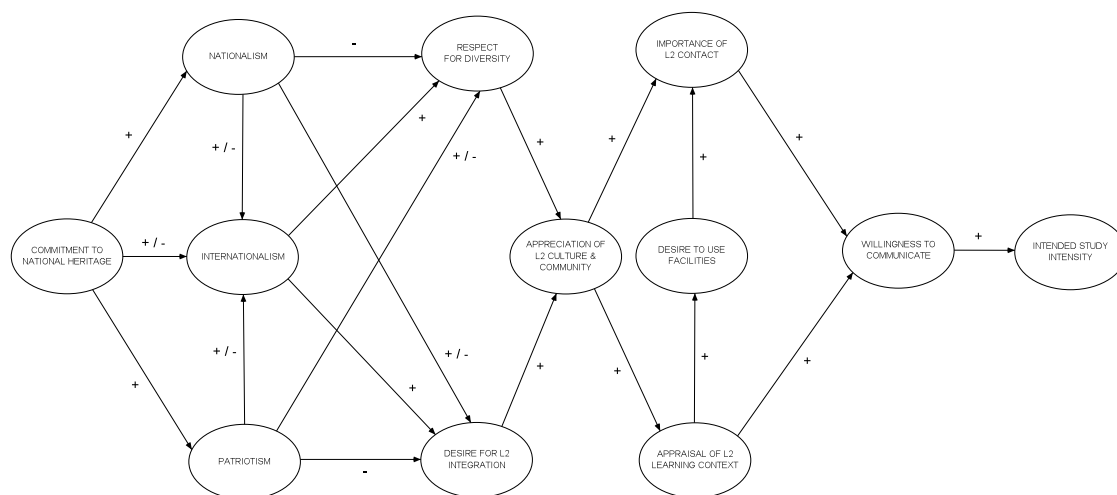 NATIONALISM
-
RESPECT
FOR DIVERSITY
IMPORTANCE OF
L2 CONTACT
+
+ / -
+
+ / -
+
+
+
COMMITMENT TO
NATIONAL HERITAGE
+ / -
INTERNATIONALISM
APPRECIATION OF
L2 CULTURE &
COMMUNITY
+
DESIRE TO USE
FACILITIES
WILLINGNESS TO
COMMUNICATE
+
INTENDED STUDY
INTENSITY
+
+ / -
+
+ / -
+
+
+
+
PATRIOTISM
-
DESIRE FOR L2
INTEGRATION
APPRAISAL OF L2
LEARNING CONTEXT